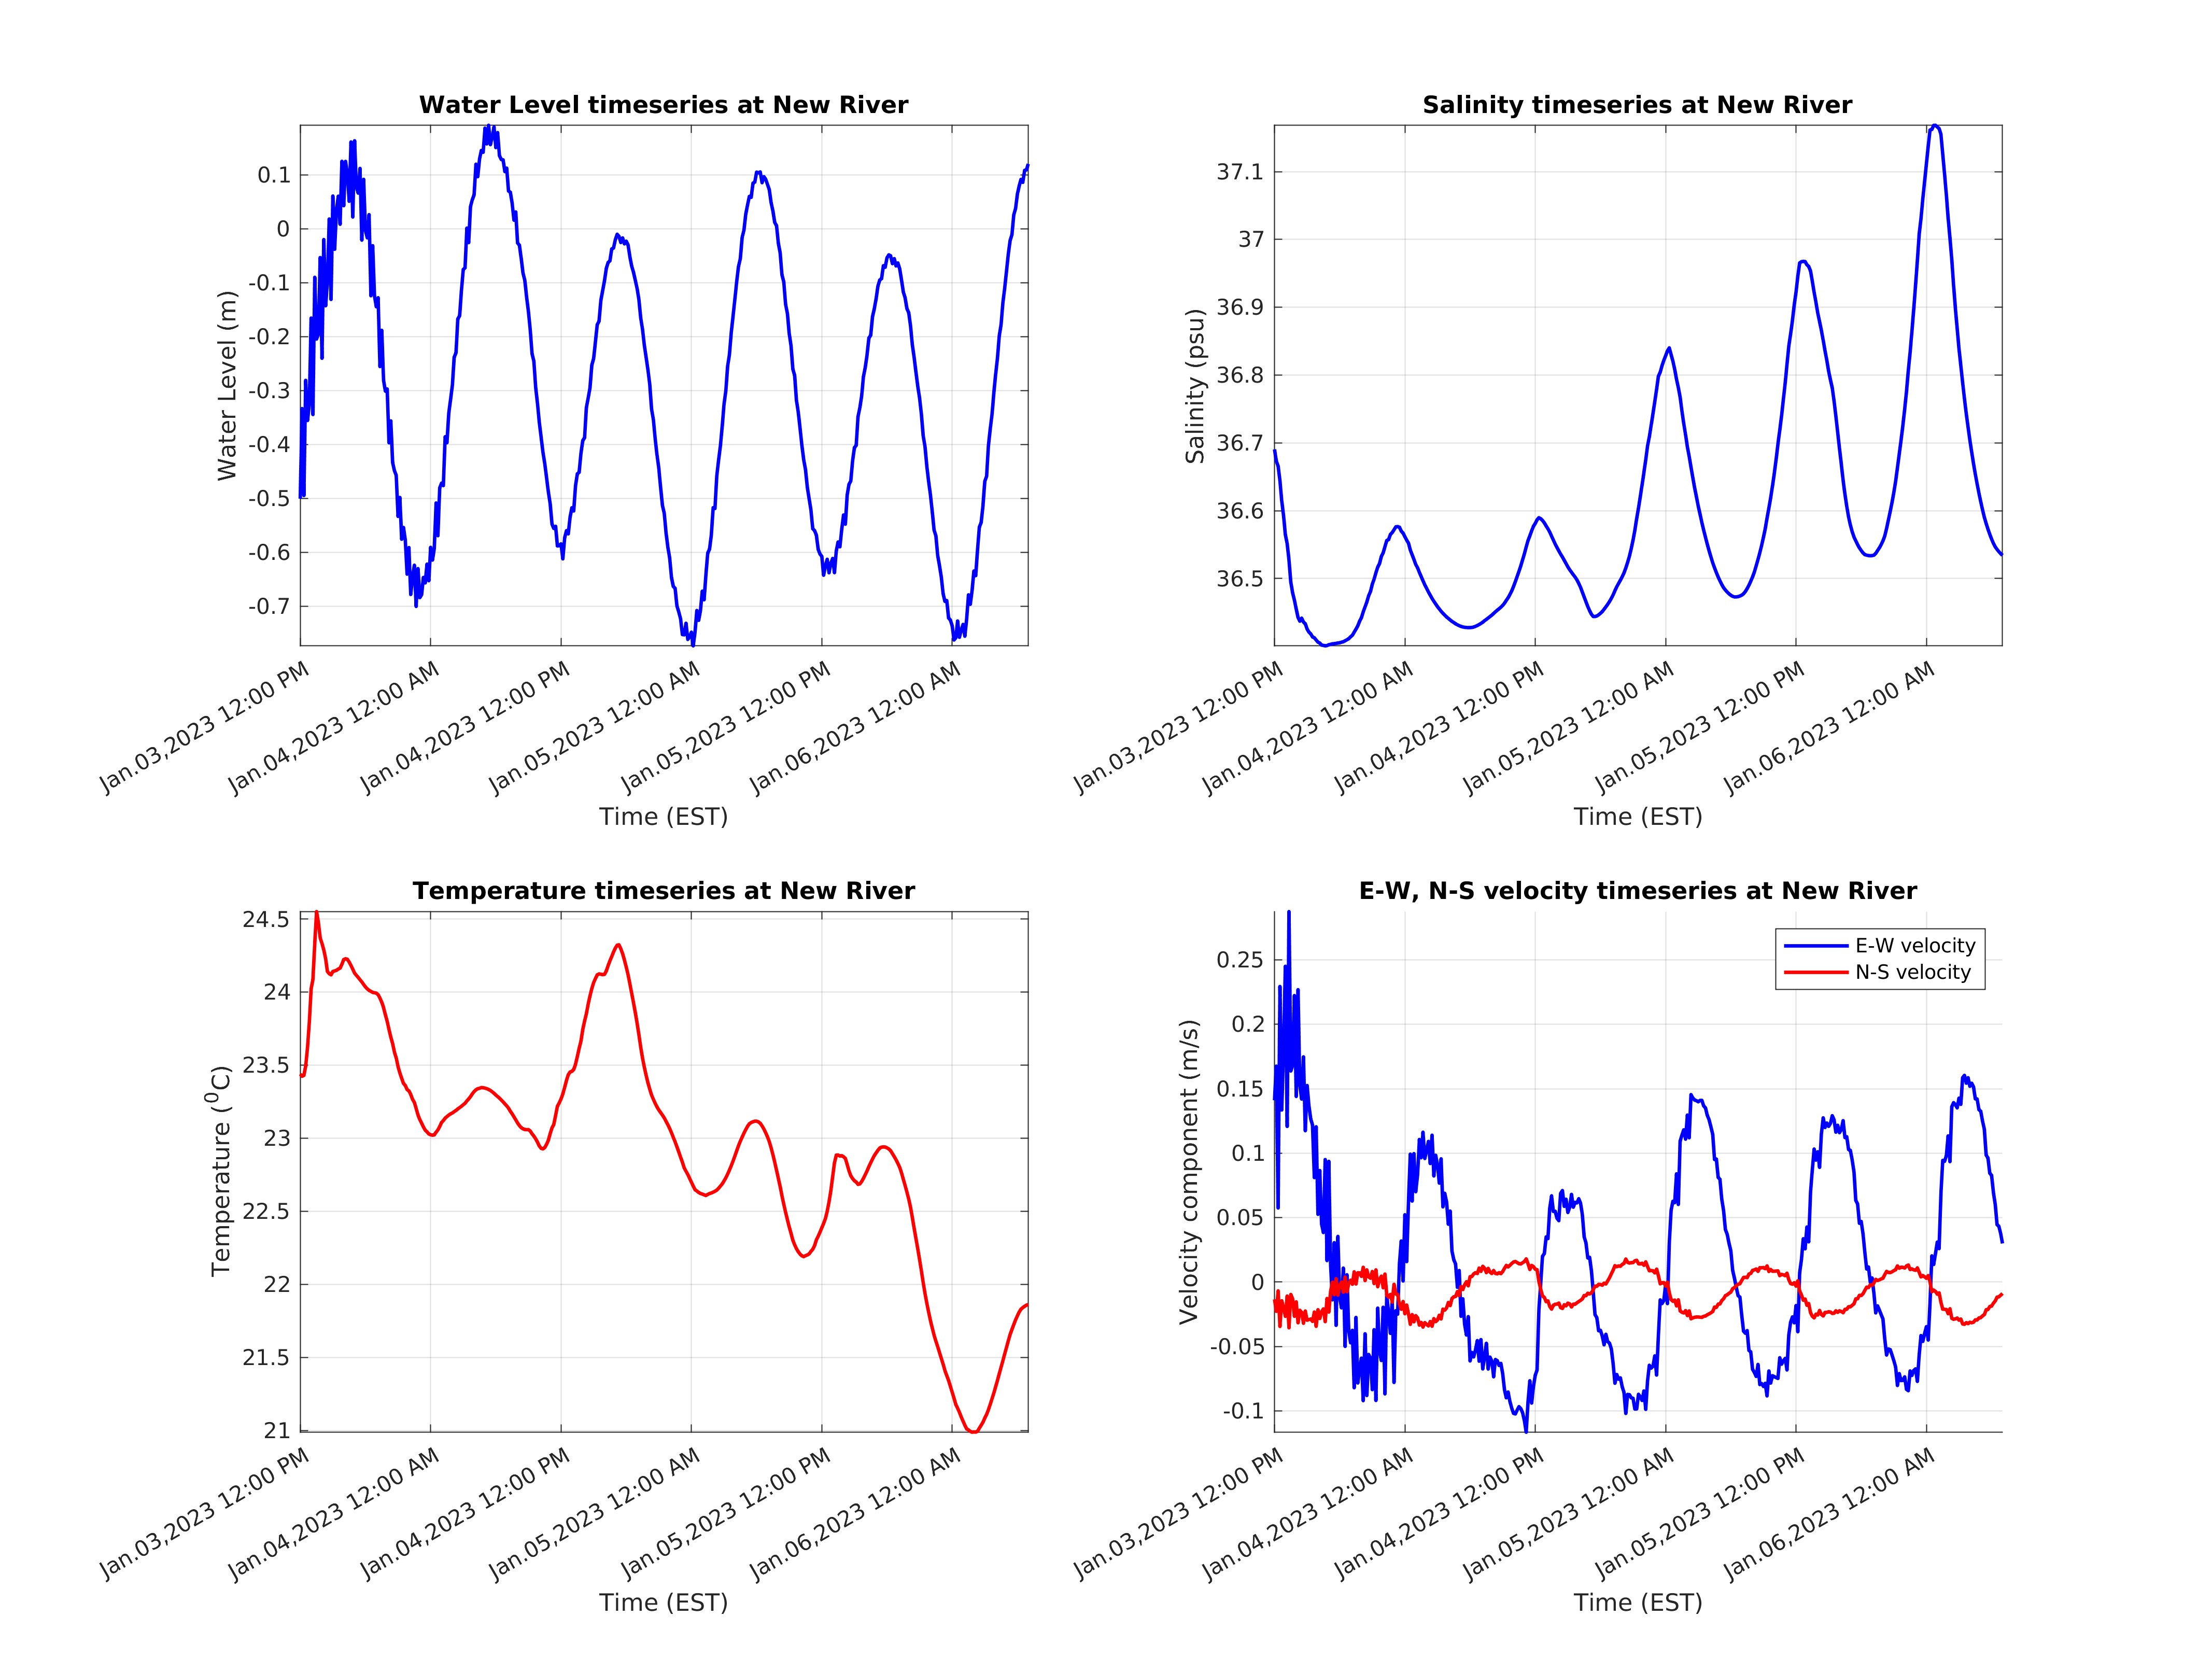 Water Level timeseries at New River
Water Level (m)
0.1
0
-0.1
-0.2
-0.3
-0.4
-0.5
-0.6
-0.7
Jan.03,2023 12:00 PM
Jan.04,2023 12:00 AM
Jan.04,2023 12:00 PM
Jan.05,2023 12:00 AM
Jan.05,2023 12:00 PM
Jan.06,2023 12:00 AM
Time (EST)
Salinity timeseries at New River
Salinity (psu)
37.1
37
36.9
36.8
36.7
36.6
36.5
Jan.03,2023 12:00 PM
Jan.04,2023 12:00 AM
Jan.04,2023 12:00 PM
Jan.05,2023 12:00 AM
Jan.05,2023 12:00 PM
Jan.06,2023 12:00 AM
Time (EST)
Temperature timeseries at New River
Temperature (⁰C)
24.5
24
23.5
23
22.5
22
21.5
21
Jan.03,2023 12:00 PM
Jan.04,2023 12:00 AM
Jan.04,2023 12:00 PM
Jan.05,2023 12:00 AM
Jan.05,2023 12:00 PM
Jan.06,2023 12:00 AM
Time (EST)
E-W, N-S velocity timeseries at New River
Velocity component (m/s)
0.25
0.2
0.15
0.1
0.05
0
-0.05
-0.1
E-W velocity
N-S velocity
Jan.03,2023 12:00 PM
Jan.04,2023 12:00 AM
Jan.04,2023 12:00 PM
Jan.05,2023 12:00 AM
Jan.05,2023 12:00 PM
Jan.06,2023 12:00 AM
Time (EST)